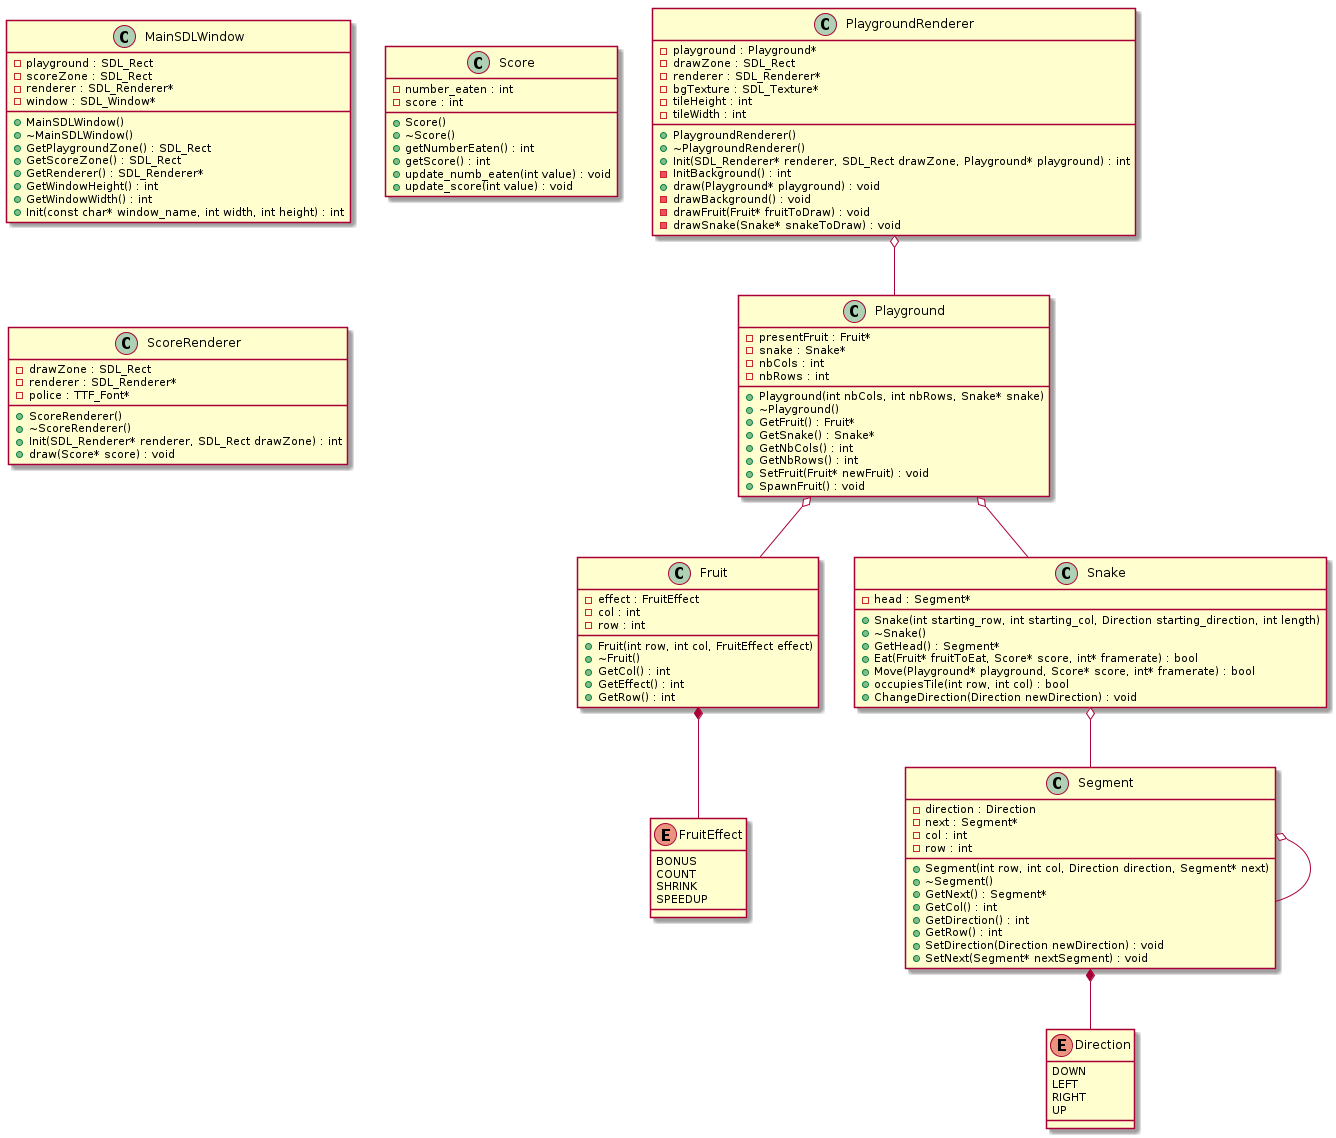 C MainSDLWindow
playground : SDL_Rect
scoreZone : SDL_Rect
renderer : SDL_Renderer*
window : SDL_Window*
MainSDLWindow()
~MainSDLWindow()
GetPlaygroundZone() : SDL_Rect
GetScoreZone() : SDL_Rect
GetRenderer() : SDL_Renderer*
GetWindowHeight() : int
GetWindowWidth() : int
Init(const char* window_name, int width, int height) : int
C Score
number_eaten : int
score : int
Score()
~Score()
getNumberEaten() : int
getScore() : int
update_numb_eaten(int value) : void
update_score(int value) : void
C PlaygroundRenderer
playground : Playground*
drawZone : SDL_Rect
renderer : SDL_Renderer*
bgTexture : SDL_Texture*
tileHeight : int
tileWidth : int
PlaygroundRenderer()
~PlaygroundRenderer()
Init(SDL_Renderer* renderer, SDL_Rect drawZone, Playground* playground) : int
InitBackground() : int
draw(Playground* playground) : void
drawBackground() : void
drawFruit(Fruit* fruitToDraw) : void
drawSnake(Snake* snakeToDraw) : void
C ScoreRenderer
drawZone : SDL_Rect
renderer : SDL_Renderer*
police : TTF_Font*
ScoreRenderer()
~ScoreRenderer()
Init(SDL_Renderer* renderer, SDL_Rect drawZone) : int
draw(Score* score) : void
C Playground
presentFruit : Fruit*
snake : Snake*
nbCols : int
nbRows : int
Playground(int nbCols, int nbRows, Snake* snake)
~Playground()
GetFruit() : Fruit*
GetSnake() : Snake*
GetNbCols() : int
GetNbRows() : int
SetFruit(Fruit* newFruit) : void
SpawnFruit() : void
C Fruit
effect : FruitEffect
col : int
row : int
Fruit(int row, int col, FruitEffect effect)
~Fruit()
GetCol() : int
GetEffect() : int
GetRow() : int
C Snake
head : Segment*
Snake(int starting_row, int starting_col, Direction starting_direction, int length)
~Snake()
GetHead() : Segment*
Eat(Fruit* fruitToEat, Score* score, int* framerate) : bool
Move(Playground* playground, Score* score, int* framerate) : bool
occupiesTile(int row, int col) : bool
ChangeDirection(Direction newDirection) : void
E FruitEffect
BONUS
COUNT
SHRINK
SPEEDUP
C Segment
direction : Direction
next : Segment*
col : int
row : int
Segment(int row, int col, Direction direction, Segment* next)
~Segment()
GetNext() : Segment*
GetCol() : int
GetDirection() : int
GetRow() : int
SetDirection(Direction newDirection) : void
SetNext(Segment* nextSegment) : void
E Direction
DOWN
LEFT
RIGHT
UP